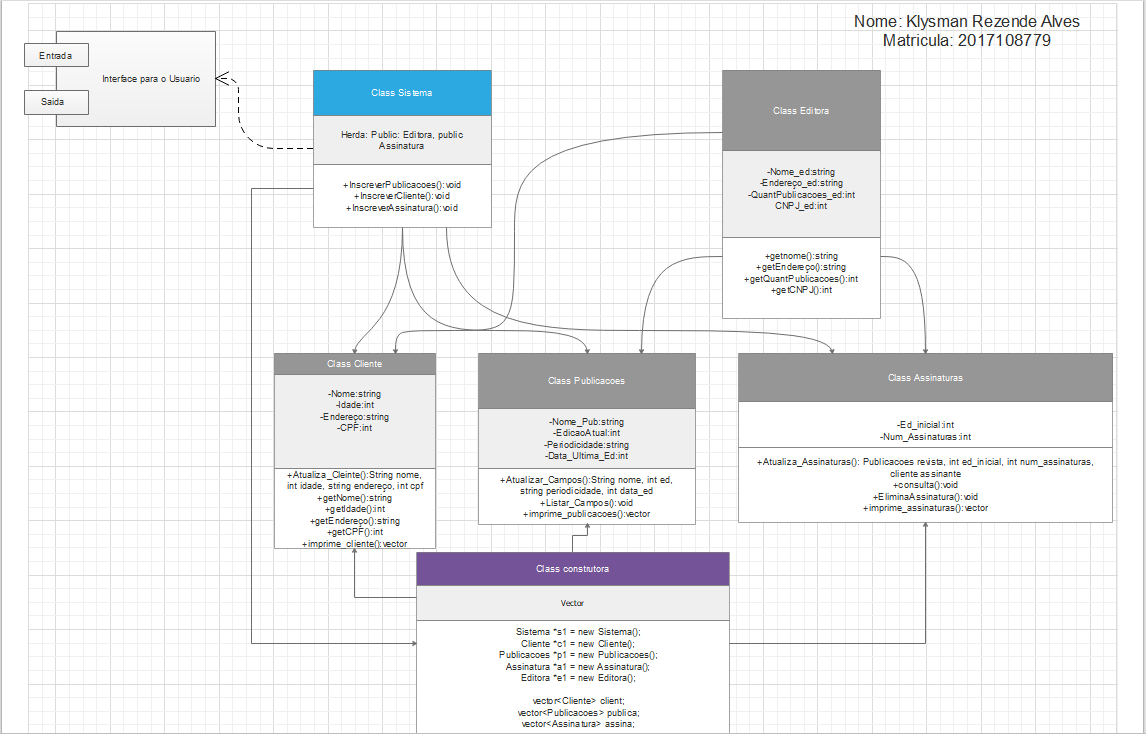 Nome: Klysman Rezende Alves
Matricula: 2017108779
Entrada
Interface para o Usuario
Saida
Class Sistema
Herda: Public: Editora, public
Assinatura
+InscreverPublicacoes():void
+InscreverCliente():void
+InscreverAssinatura():void
Class Editora
-Nome_ed:string
-Endereço_ed:string
-QuantPublicacoes_ed:int
CNPJ_ed:int
+getnome():string
+getEndereço():string
+getQuantPublicacoes():int
+getCNPJ():int
Class Cliente
-Nome:string
-Idade:int
-Endereço:string
-CPF:int
+Atualiza_Cleinte():String nome,
int idade, string endereço, int cpf
+getNome():string
+getIdade():int
+getEndereço():string
+getCPF():int
+imprime_cliente():vector
Class Publicacoes
-Nome_Pub:string
-EdicaoAtual:int
-Periodicidade:string
-Data_Ultima_Ed:int
+Atualizar_Campos():String nome, int ed,
string periodicidade, int data_ed
+Listar_Campos():void
+imprime_publicacoes():vector
Class Assinaturas
-Ed_inicial:int
-Num_Assinaturas:int
+Atualiza_Assinaturas(): Publicacoes revista, int ed_inicial, int num_assinaturas,
cliente assinante
+consulta():void
+EliminaAssinatura():void
+imprime_assinaturas():vector
Class construtora
Vector
Sistema *s1 = new Sistema();
Cliente *c1 = new Cliente();
Publicacoes *p1 = new Publicacoes();
Assinatura *a1 = new Assinatura();
Editora *e1 = new Editora();
vector<Cliente> client;
vector<Publicacoes> publica;
vector<Assinatura> assina;